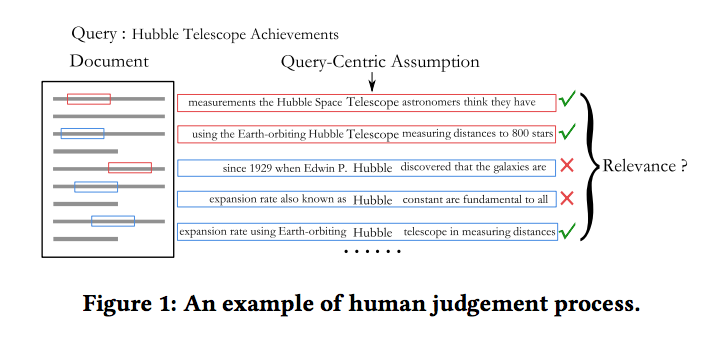 Query : Hubble Telescope Achievements
Document
Query-Centric Assumption
measurements the Hubble Space Telescope astronomers think they have
using the Earth-orbiting Hubble Telescope measuring distances to 800 stars
since 1929 when Edwin P. Hubble discovered that the galaxies are
expansion rate also known as Hubble constant are fundamental to all
expansion rate using Earth-orbiting Hubble telescope in measuring distances
......
Relevance ?
Figure 1: An example of human judgement process.